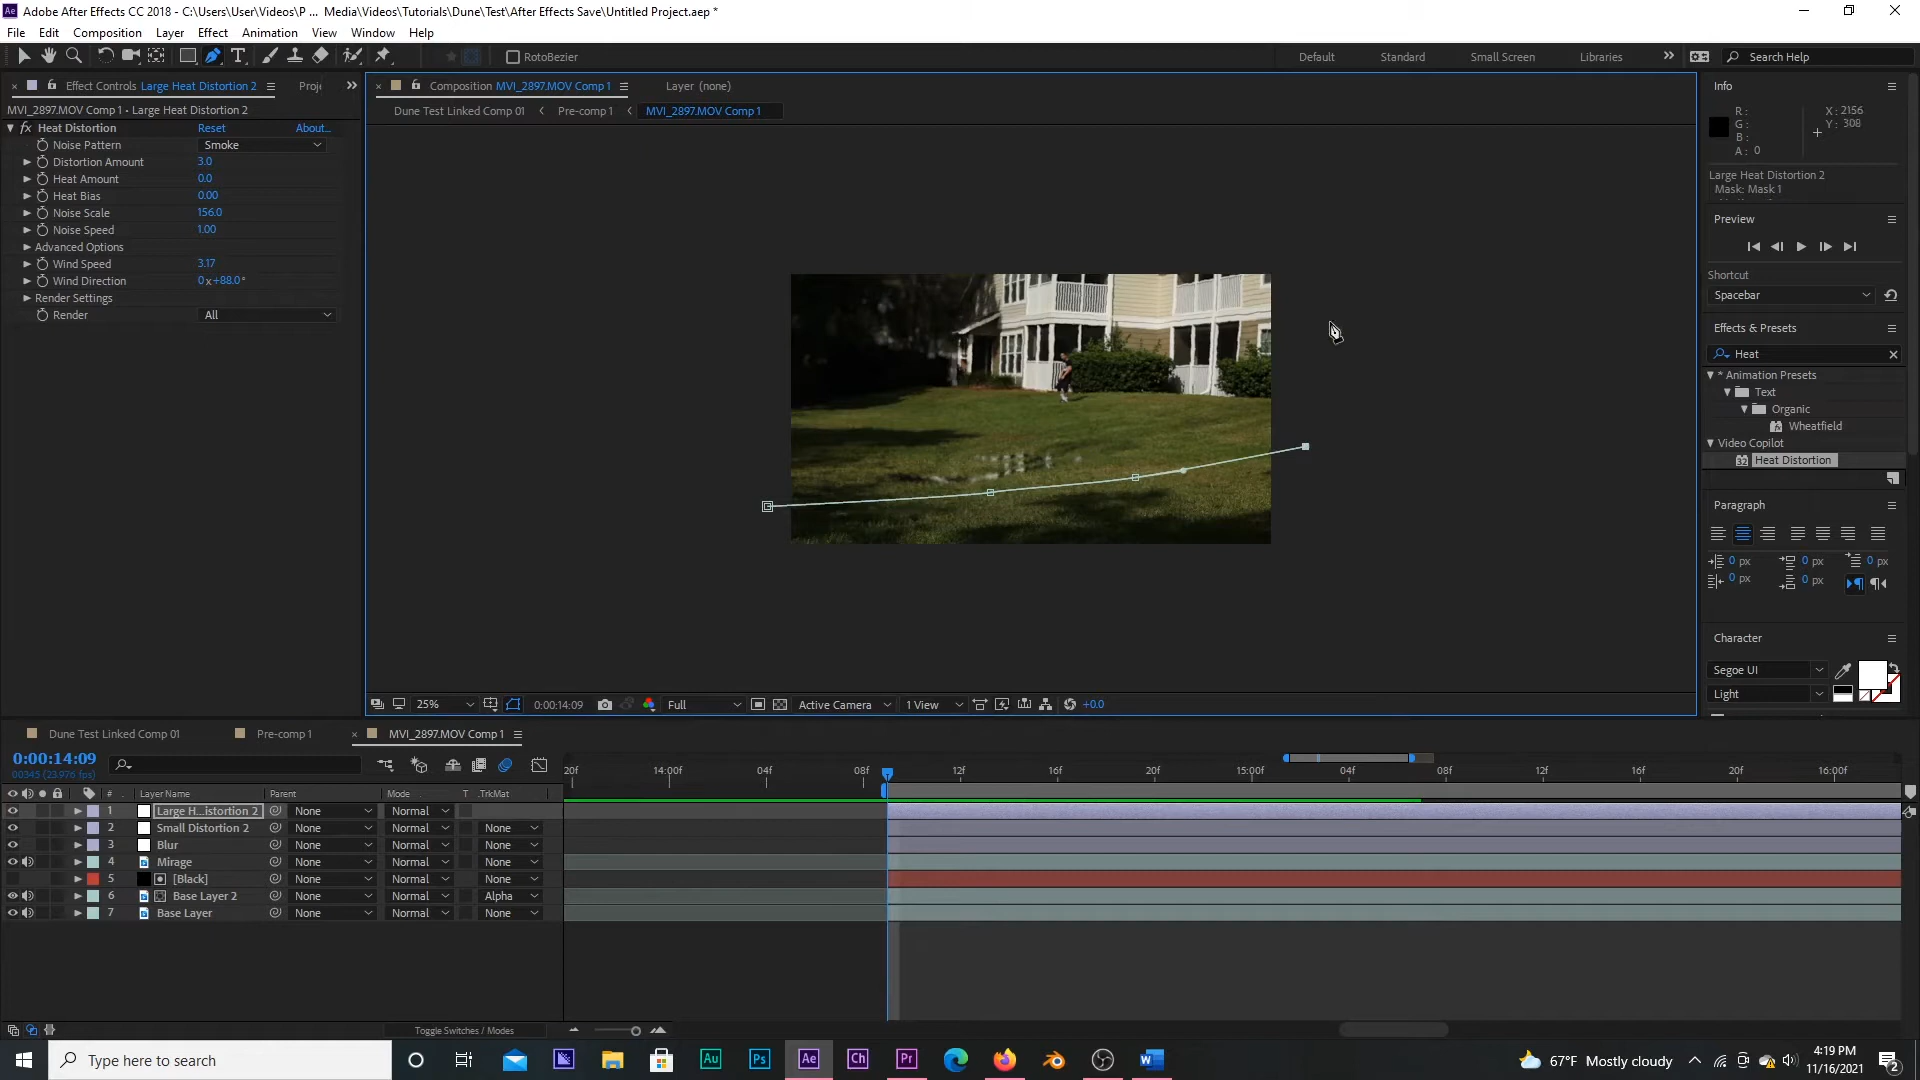 Adobe After Effects CC 2018 - C:\Users\User\Videos\P ... Media\Videos\Tutorials\Dune\Test\After Effects Save\Untitled Project.aep *
File Edit Composition Layer Effect Animation View Window Help
RotoBezier
Default Standard Small Screen Libraries
Search Help
Effect Controls Large Heat Distortion 2
Proje
Composition MVI_2897.MOV Comp 1
Layer (none)
Info
MVI_2897.MOV Comp 1 • Large Heat Distortion 2
Dune Test Linked Comp 01 Pre-comp 1 MVI_2897.MOV Comp 1
fx Heat Distortion Reset About...
Noise Pattern Smoke
Distortion Amount 3.0
Heat Amount 0.0
Heat Bias 0.00
Noise Scale 156.0
Noise Speed 1.00
Advanced Options
Wind Speed 3.17
Wind Direction 0x+88.0°
Render Settings
Render All
R:
G:
B:
A: 0
X: 2156
Y: 308
Large Heat Distortion 2
Mask: Mask 1
Preview
Shortcut
Spacebar
Effects & Presets
Heat
* Animation Presets
Text
Organic
Wheatfield
Video Copilot
32 Heat Distortion
Paragraph
0 px 0 px 0 px
0 px 0 px
Character
Segoe UI
Light
25% 0:00:14:09 Full Active Camera 1 View +0.0
Dune Test Linked Comp 01 Pre-comp 1 MVI_2897.MOV Comp 1
0:00:14:09
00345 (23.976 fps)
20f 14:00f 04f 08f 12f 16f 20f 15:00f 04f 08f 12f 16f 20f 16:00f
# Layer Name Parent Mode T .TrkMat
1 Large H...istortion 2 None Normal
2 Small Distortion 2 None Normal None
3 Blur None Normal None
4 Mirage None Normal None
5 [Black] None Normal None
6 Base Layer 2 None Normal Alpha
7 Base Layer None Normal None
Toggle Switches / Modes
Type here to search
Au Ps Ae Ch Pr W
67°F Mostly cloudy
4:19 PM
11/16/2021
2